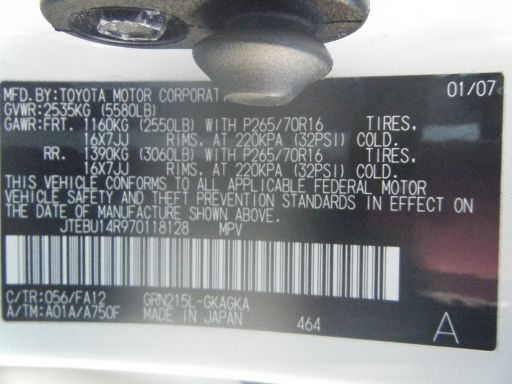 MFD.BY:TOYOTA MOTOR CORPORAT 01/07
GVWR:2535KG (5580LB)
GAWR:FRT. 1160KG (2550LB) WITH P265/70R16 TIRES,
16X7JJ RIMS, AT 220KPA (32PSI) COLD.
RR. 1390KG (3060LB) WITH P265/70R16 TIRES,
16X7JJ RIMS, AT 220KPA (32PSI) COLD.
THIS VEHICLE CONFORMS TO ALL APPLICABLE FEDERAL MOTOR
VEHICLE SAFETY AND THEFT PREVENTION STANDARDS IN EFFECT ON
THE DATE OF MANUFACTURE SHOWN ABOVE.
JTEBU14R970118128 MPV
C/TR:056/FA12 GRN215L-GKAGKA
A/TM:A01A/A750F MADE IN JAPAN 464 A